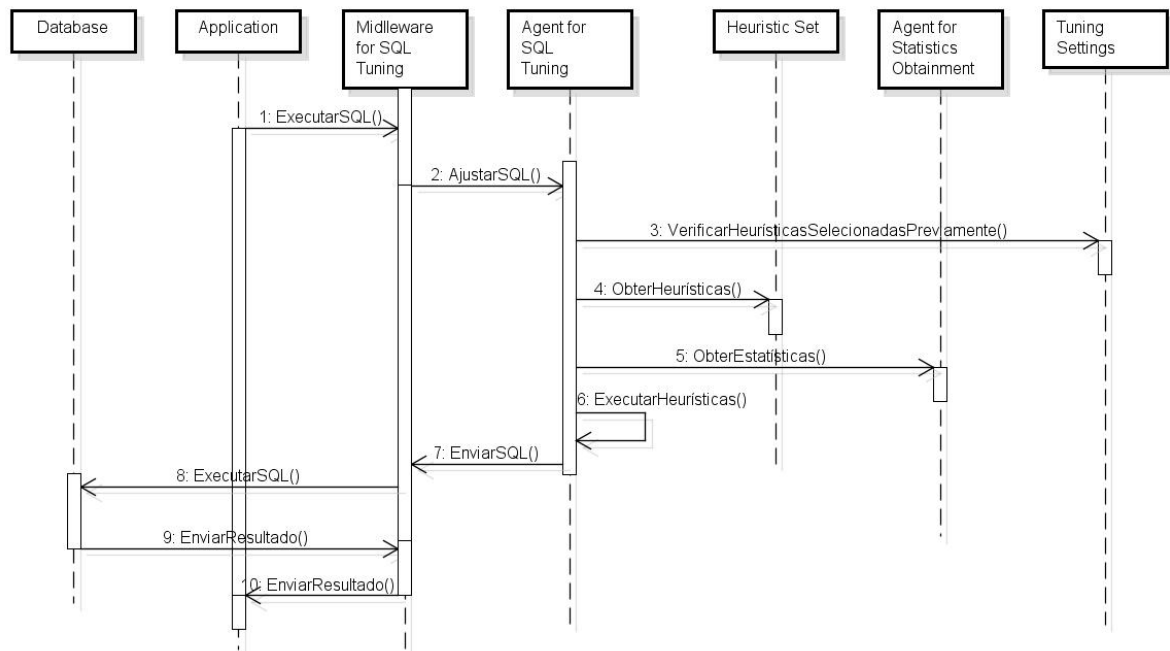 Database
Application
Midlleware
for SQL
Tuning
Agent for
SQL
Tuning
Heuristic Set
Agent for
Statistics
Obtainment
Tuning
Settings
1: ExecutarSQL()
2: AjustarSQL()
3: VerificarHeurísticasSelecionadasPreviamente()
4: ObterHeurísticas()
5: ObterEstatísticas()
6: ExecutarHeurísticas()
7: EnviarSQL()
8: ExecutarSQL()
9: EnviarResultado()
10: EnviarResultado()